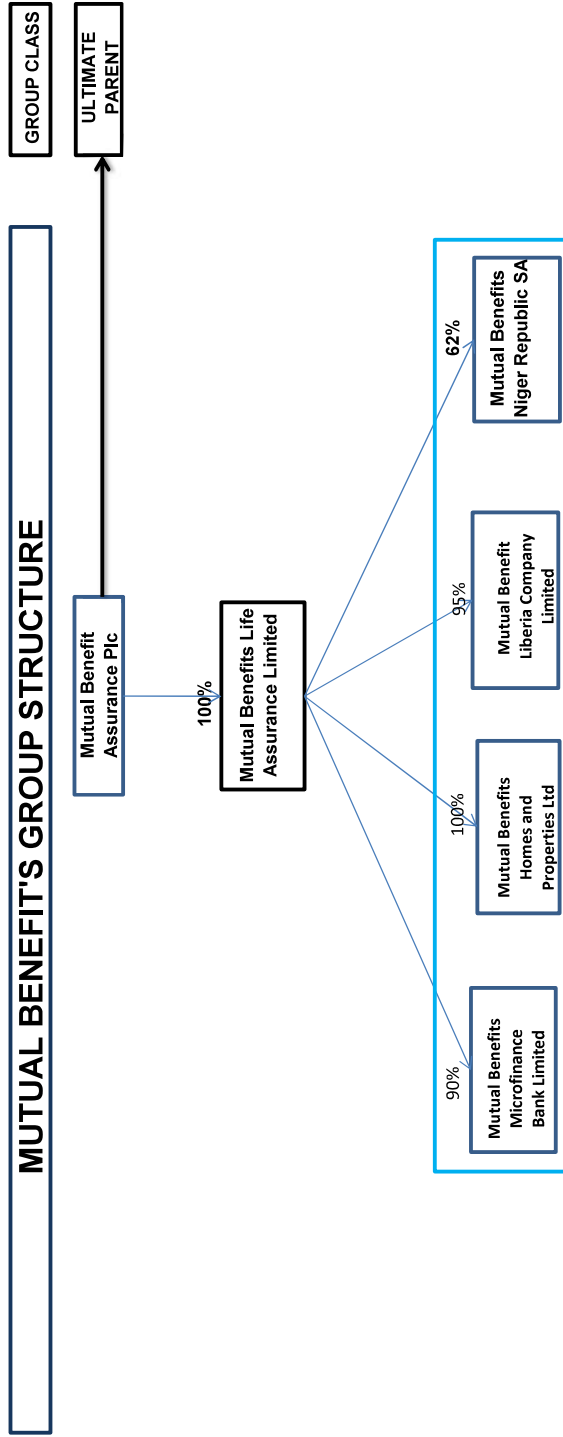 MUTUAL BENEFIT'S GROUP STRUCTURE
GROUP CLASS
Mutual Benefit
Assurance Plc
ULTIMATE
PARENT
100%
Mutual Benefits Life
Assurance Limited
90%
100%
95%
62%
Mutual Benefits
Microfinance
Bank Limited
Mutual Benefits
Homes and
Properties Ltd
Mutual Benefit
Liberia Company
Limited
Mutual Benefits
Niger Republic SA